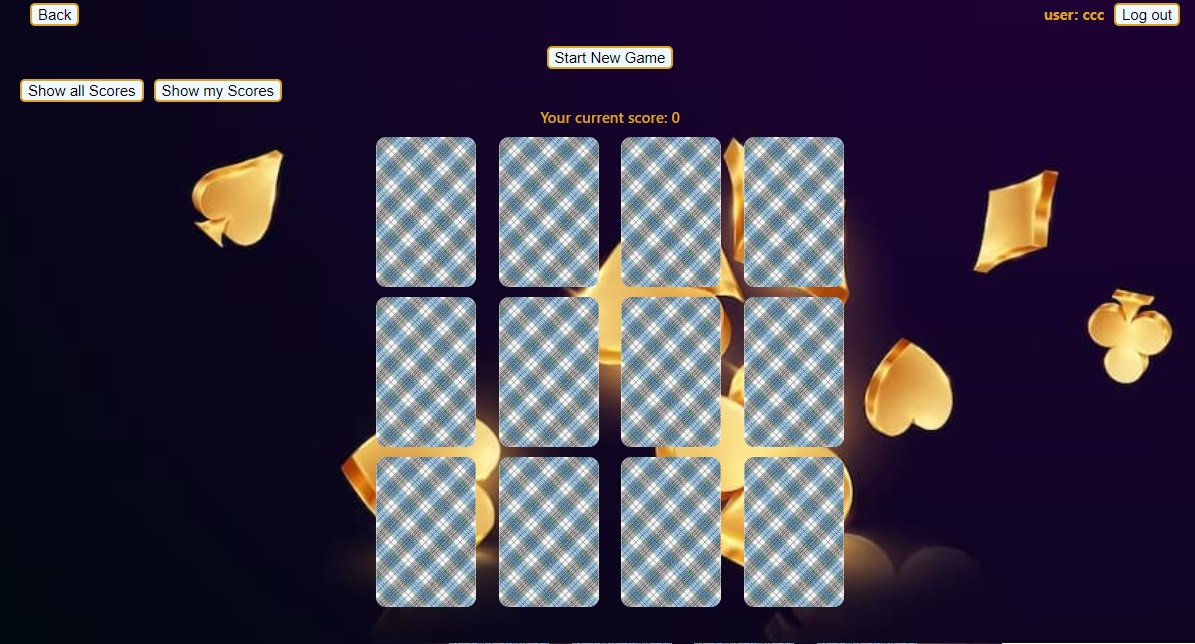 Back
user: ccc Log out
Start New Game
Show all Scores Show my Scores
Your current score: 0